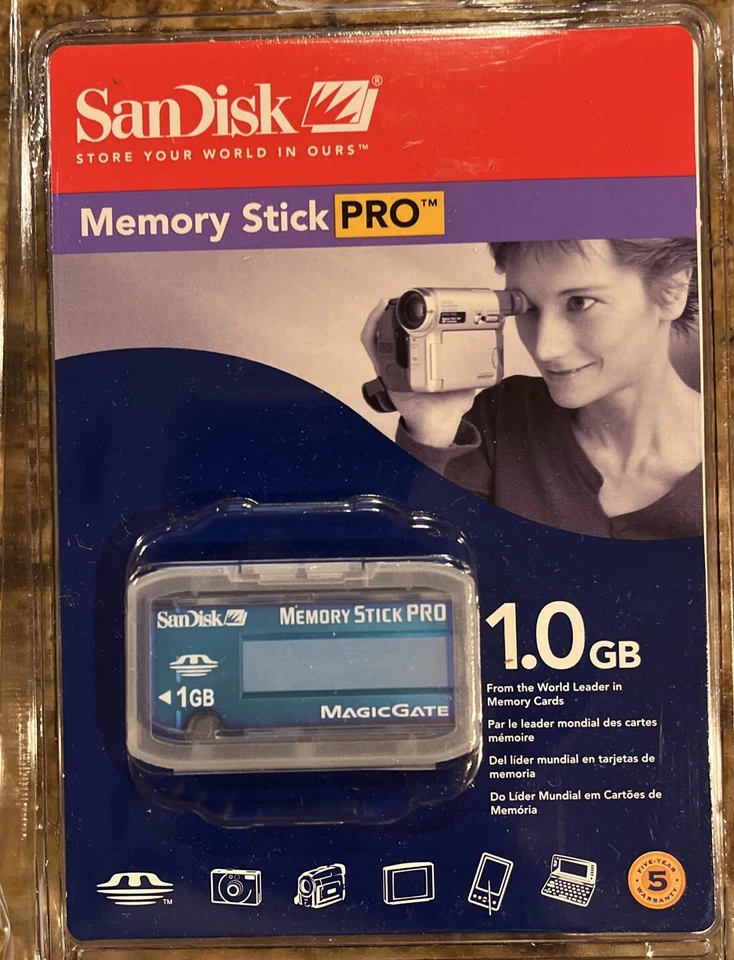 SanDisk®
STORE YOUR WORLD IN OURS™
Memory Stick PRO™
SanDisk
MEMORY STICK PRO
1GB
MAGICGATE
1.0GB
From the World Leader in
Memory Cards
Par le leader mondial des cartes
mémoire
Del líder mundial en tarjetas de
memoria
Do Líder Mundial em Cartões de
Memória
TM
FIVE-YEAR
5
WARRANTY